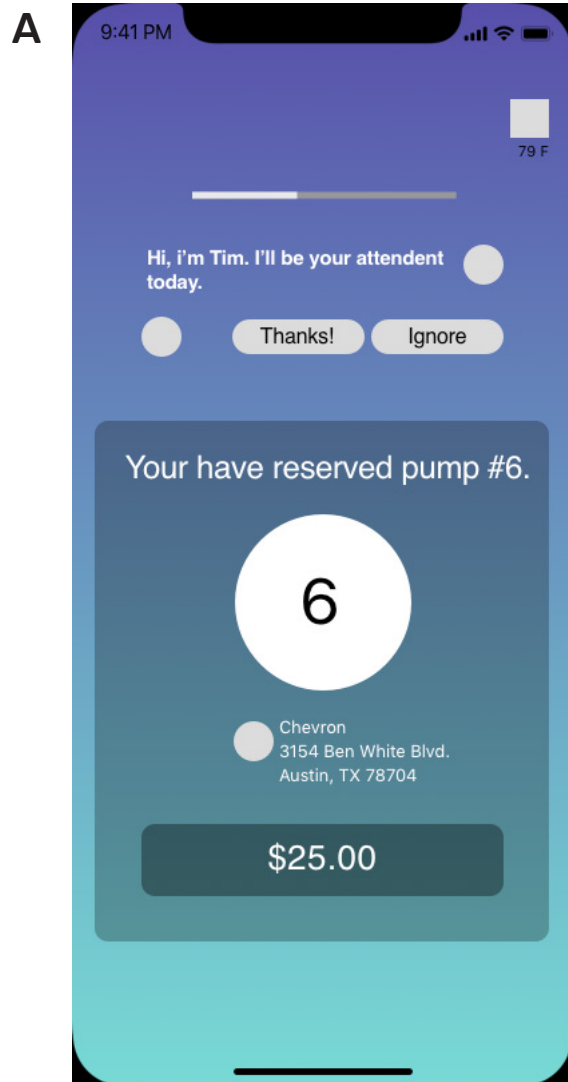 A
9:41 PM
79 F
Hi, i’m Tim. I’ll be your attendent
today.
Thanks!
Ignore
Your have reserved pump #6.
6
Chevron
3154 Ben White Blvd.
Austin, TX 78704
$25.00